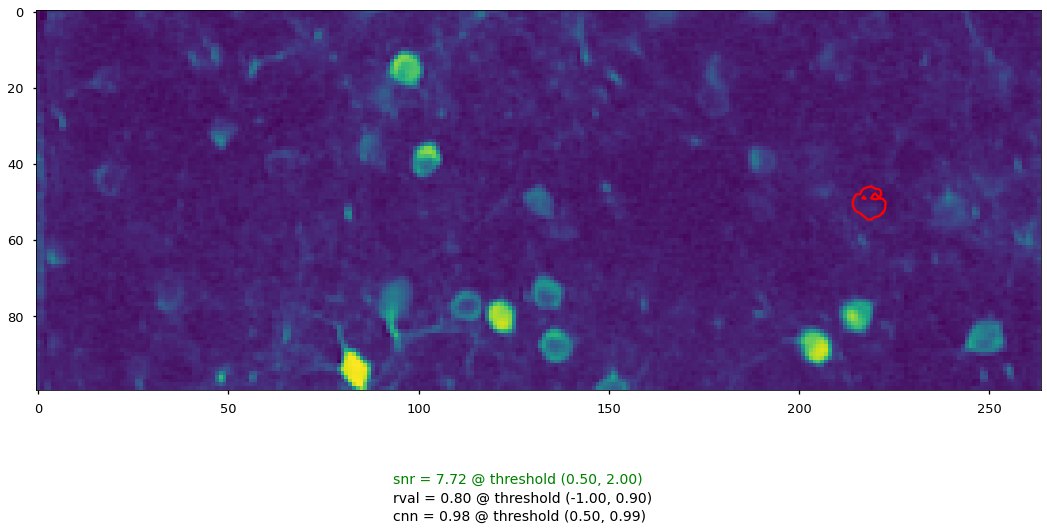 0
20
40
60
80
0 50 100 150 200 250
snr = 7.72 @ threshold (0.50, 2.00)
rval = 0.80 @ threshold (-1.00, 0.90)
cnn = 0.98 @ threshold (0.50, 0.99)